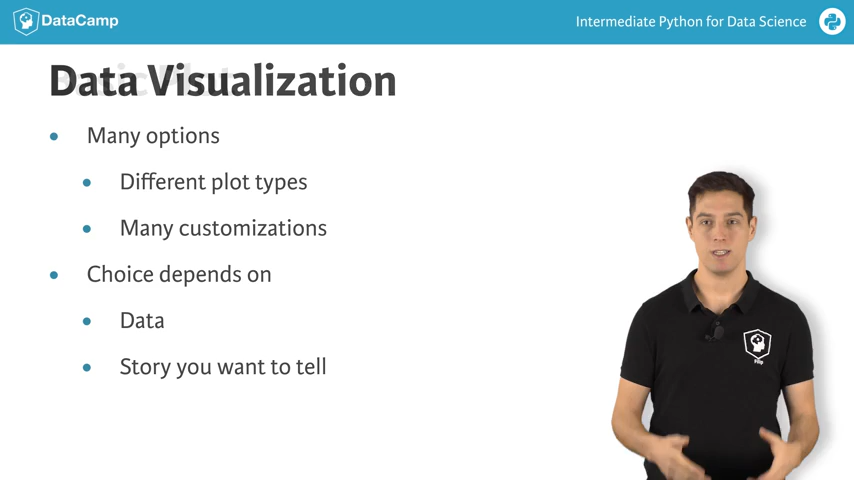 DataCamp
Intermediate Python for Data Science
Data Visualization
Many options
Different plot types
Many customizations
Choice depends on
Data
Story you want to tell
Filip